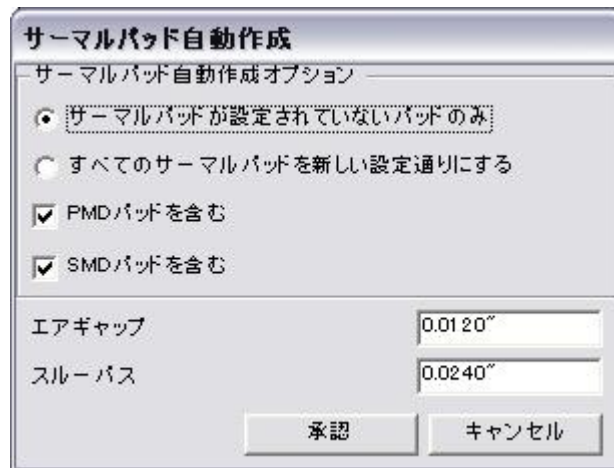 サーマルパッド自動作成
サーマルパッド自動作成オプション
サーマルパッドが設定されていないパッドのみ
すべてのサーマルパッドを新しい設定通りにする
PMDパッドを含む
SMDパッドを含む
エアギャップ 0.0120"
スルーパス 0.0240"
承認 キャンセル